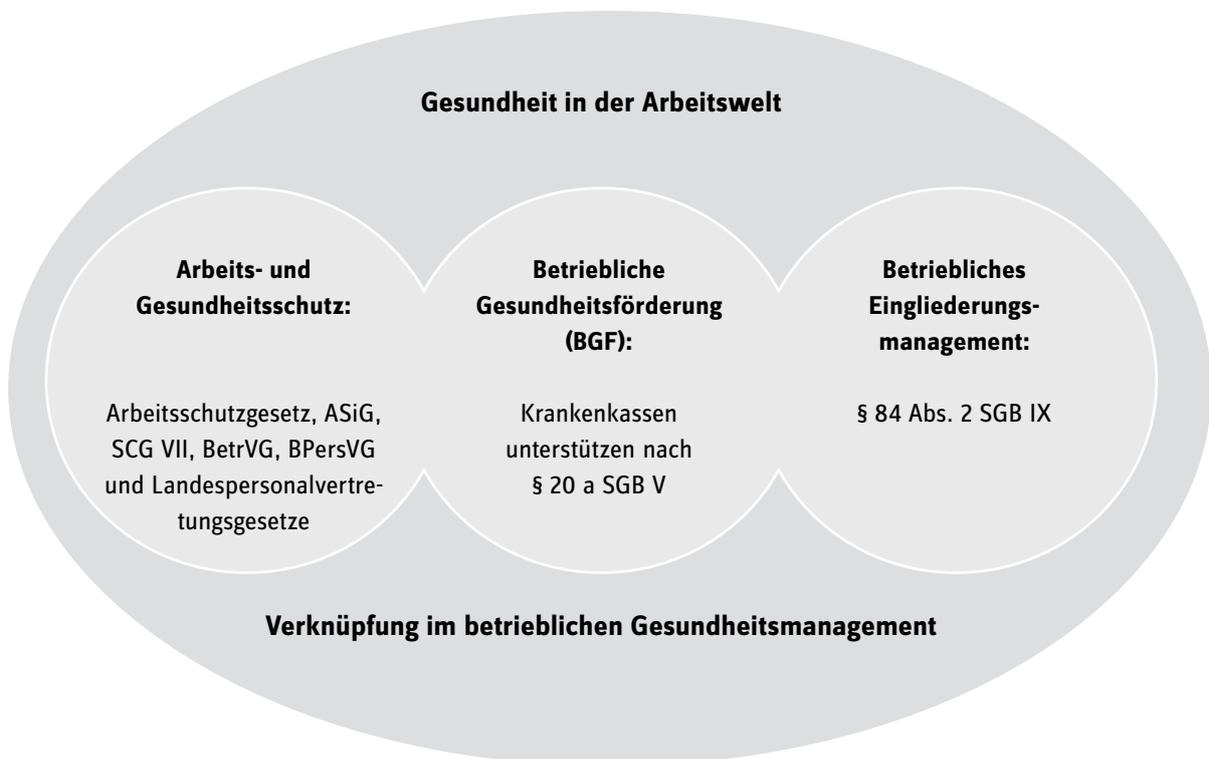 Gesundheit in der Arbeitswelt
Arbeits- und
Gesundheitsschutz:
Arbeitsschutzgesetz, ASiG,
SCG VII, BetrVG, BPersVG
und Landespersonalvertre-
tungsgesetze
Betriebliche
Gesundheitsförderung
(BGF):
Krankenkassen
unterstützen nach
§ 20 a SGB V
Betriebliches
Eingliederungs-
management:
§ 84 Abs. 2 SGB IX
Verknüpfung im betrieblichen Gesundheitsmanagement